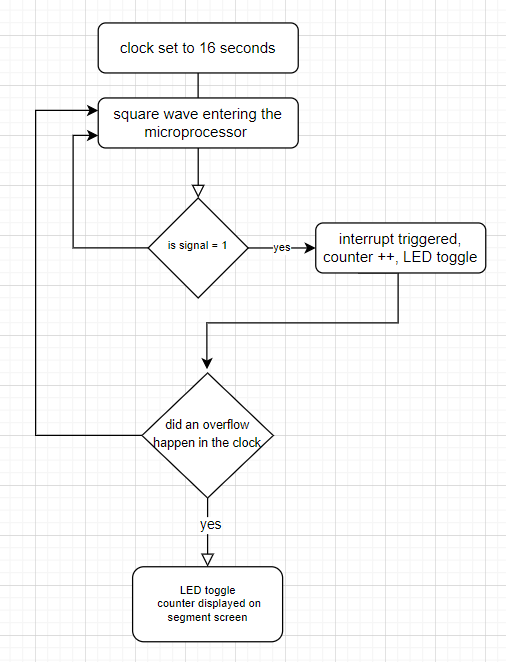 clock set to 16 seconds
square wave entering the
microprocessor
is signal = 1
yes
interrupt triggered,
counter ++, LED toggle
did an overflow
happen in the clock
yes
LED toggle
counter displayed on
segment screen